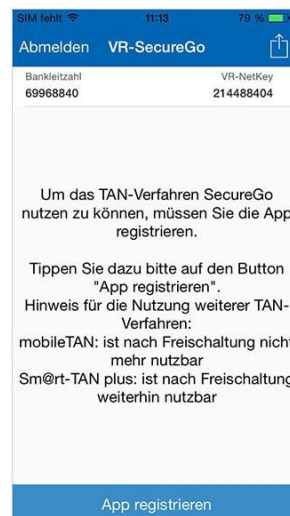 SIM fehlt 11:13 79 %
Abmelden VR-SecureGo
Bankleitzahl VR-NetKey
69968840 214488404
Um das TAN-Verfahren SecureGo
nutzen zu können, müssen Sie die App
registrieren.
Tippen Sie dazu bitte auf den Button
"App registrieren".
Hinweis für die Nutzung weiterer TAN-
Verfahren:
mobileTAN: ist nach Freischaltung nicht
mehr nutzbar
Sm@rt-TAN plus: ist nach Freischaltung
weiterhin nutzbar
App registrieren